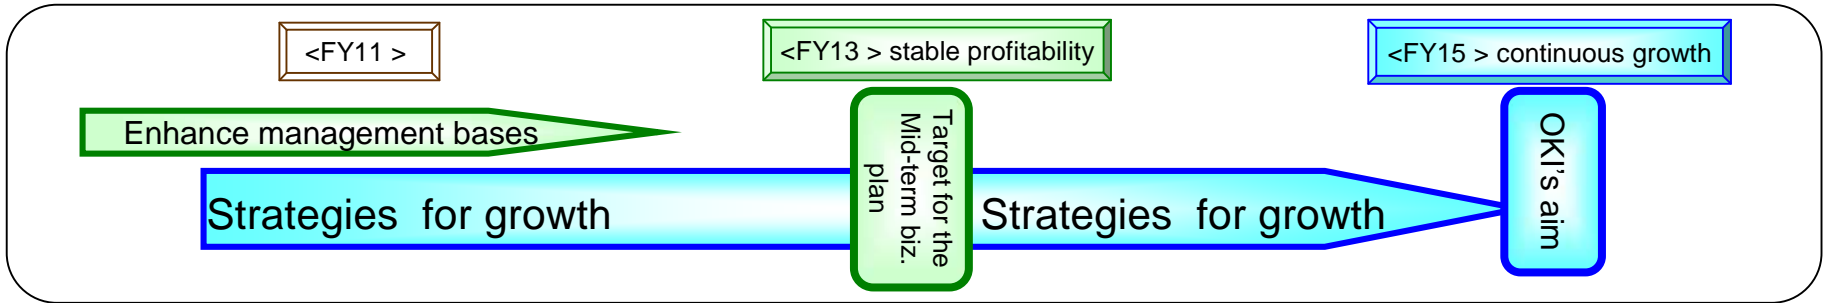 <FY11 >
<FY13 > stable profitability
<FY15 > continuous growth
Enhance management bases
Strategies  for growth
Target for the
Mid-term biz.
plan
Strategies  for growth
OKI's aim